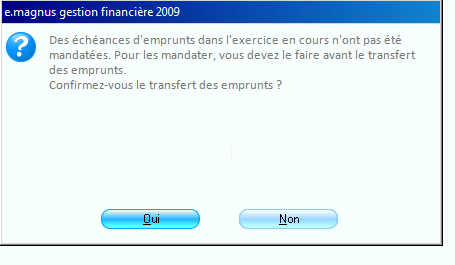 e.magnus gestion financière 2009
Des échéances d'emprunts dans l'exercice en cours n'ont pas été
mandatées. Pour les mandater, vous devez le faire avant le transfert
des emprunts.
Confirmez-vous le transfert des emprunts ?
Oui Non